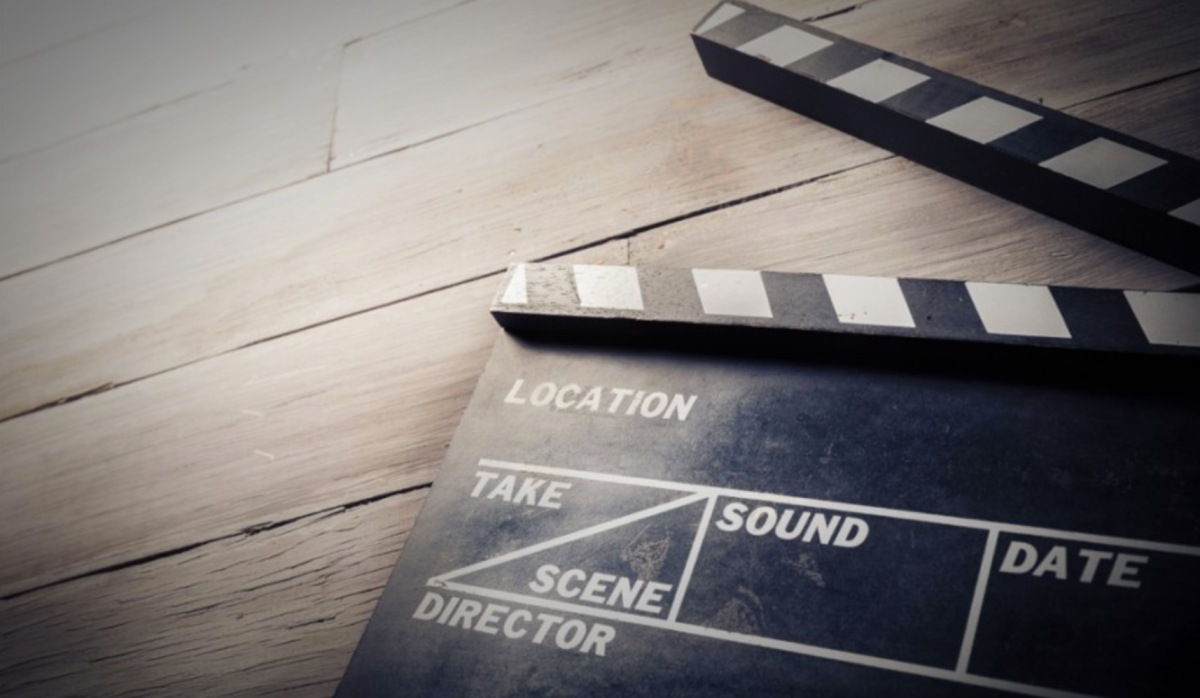 LOCATION
TAKE
SOUND
DATE
SCENE
DIRECTOR